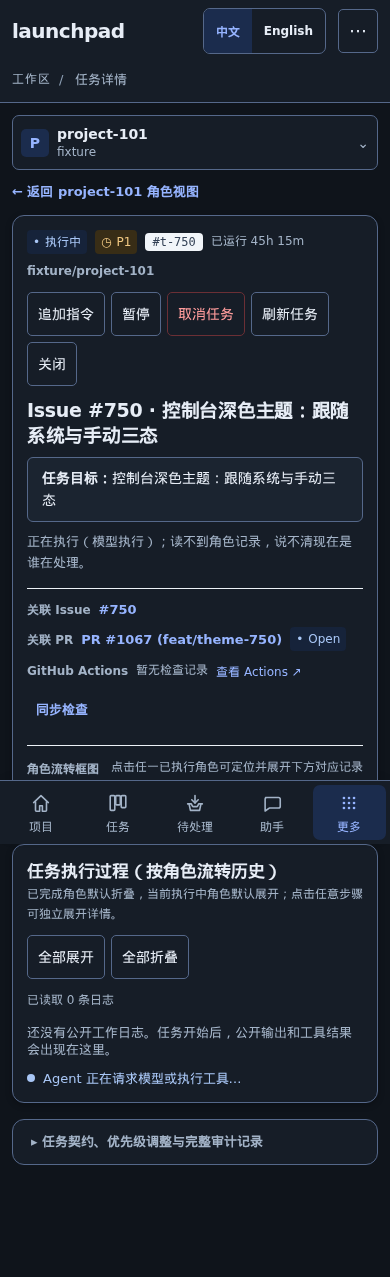 launchpad
中文 English ⋯
工作区 / 任务详情
P project-101
fixture
← 返回 project-101 角色视图
• 执行中 ◷ P1 #t-750 已运行 45h 15m
fixture/project-101
追加指令 暂停 取消任务 刷新任务
关闭
Issue #750 · 控制台深色主题：跟随
系统与手动三态
任务目标：控制台深色主题：跟随系统与手动三
态
正在执行（模型执行）；读不到角色记录，说不清现在是
谁在处理。
关联 Issue #750
关联 PR PR #1067 (feat/theme-750) • Open
GitHub Actions 暂无检查记录 查看 Actions ↗
同步检查
角色流转框图 点击任一已执行角色可定位并展开下方对应记录
项目 任务 待处理 助手 更多
任务执行过程（按角色流转历史）
已完成角色默认折叠，当前执行中角色默认展开；点击任意步骤
可独立展开详情。
全部展开 全部折叠
已读取 0 条日志
还没有公开工作日志。任务开始后，公开输出和工具结果
会出现在这里。
Agent 正在请求模型或执行工具...
▸ 任务契约、优先级调整与完整审计记录